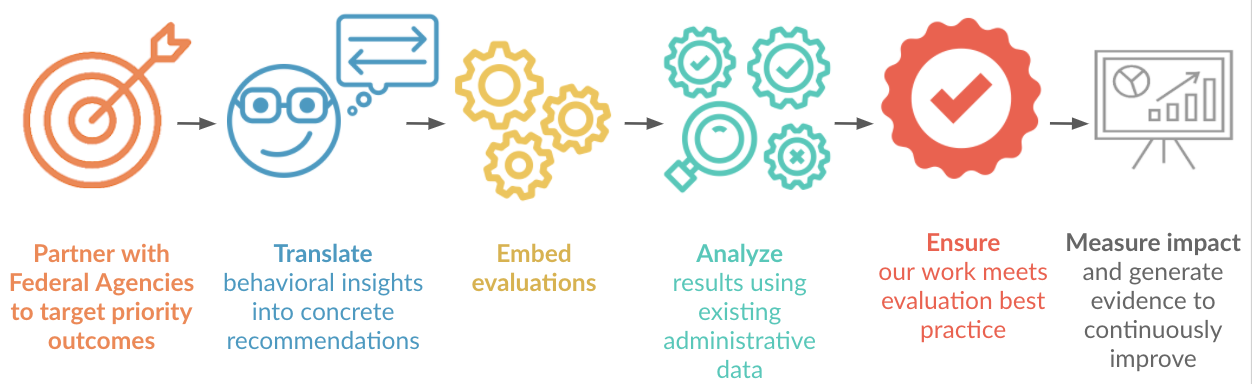 Partner with
Federal Agencies
to target priority
outcomes
Translate
behavioral insights
into concrete
recommendations
Embed
evaluations
Analyze
results using
existing
administrative
data
Ensure
our work meets
evaluation best
practice
Measure impact
and generate
evidence to
continuously
improve